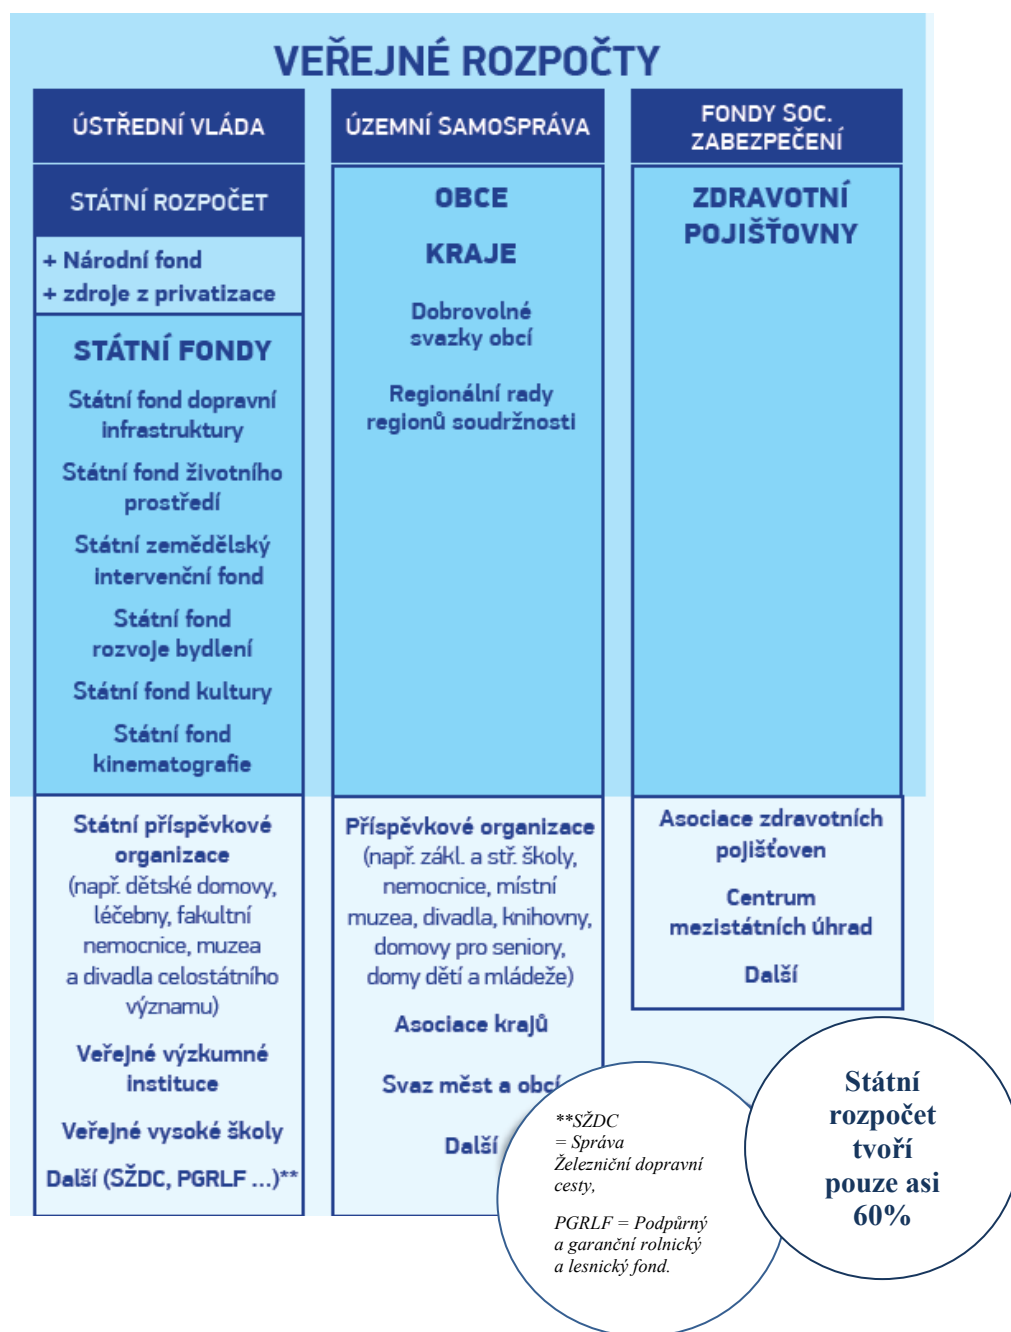 VEŘEJNÉ ROZPOČTY
ÚSTŘEDNÍ VLÁDA
STÁTNÍ ROZPOČET
+ Národní fond
+ zdroje z privatizace
STÁTNÍ FONDY
Státní fond dopravní
infrastruktury
Státní fond životního
prostředí
Státní zemědělský
intervenční fond
Státní fond
rozvoje bydlení
Státní fond kultury
Státní fond
kinematografie
Státní příspěvkové
organizace
(např. dětské domovy,
léčebny, fakultní
nemocnice, muzea
a divadla celostátního
významu)
Veřejné výzkumné
instituce
Veřejné vysoké školy
Další (SŽDC, PGRLF ...)**
ÚZEMNÍ SAMOSPRÁVA
OBCE
KRAJE
Dobrovolné
svazky obcí
Regionální rady
regionů soudržnosti
Příspěvkové organizace
(např. zákl. a stř. školy,
nemocnice, místní
muzea, divadla, knihovny,
domovy pro seniory,
domy dětí a mládeže)
Asociace krajů
Svaz měst a obcí
Další
FONDY SOC.
ZABEZPEČENÍ
ZDRAVOTNÍ
POJIŠŤOVNY
Asociace zdravotních
pojišťoven
Centrum
mezistátních úhrad
Další
**SŽDC
= Správa
Železniční dopravní
cesty,
PGRLF = Podpůrný
a garanční rolnický
a lesnický fond.
Státní
rozpočet
tvoří
pouze asi
60%